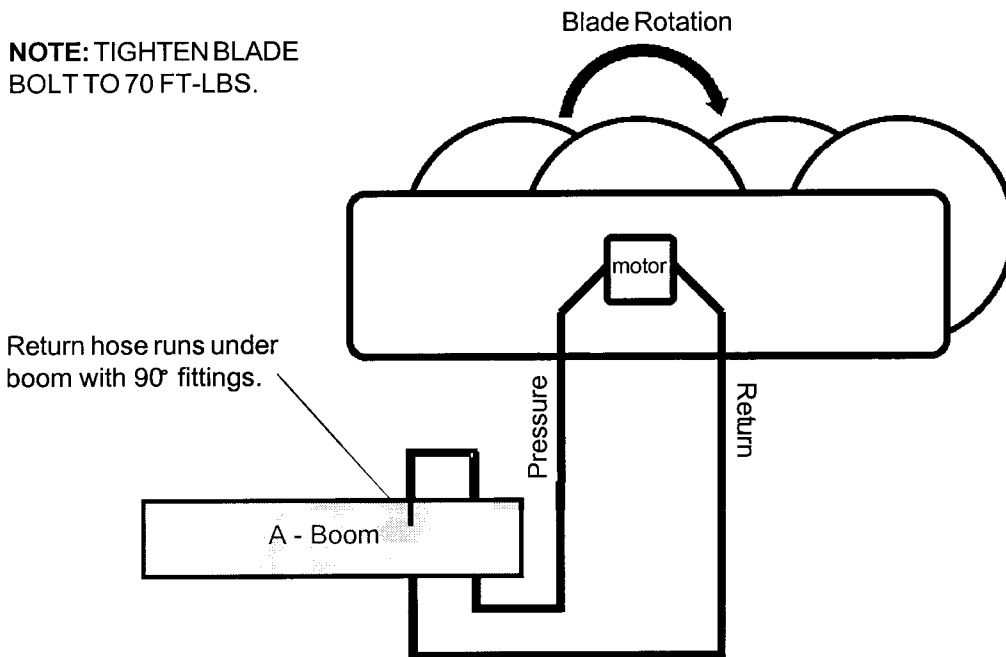 Blade Rotation
NOTE: TIGHTEN BLADE
BOLT TO 70 FT-LBS.
motor
Return hose runs under
boom with 90° fittings.
Pressure
Return
A - Boom